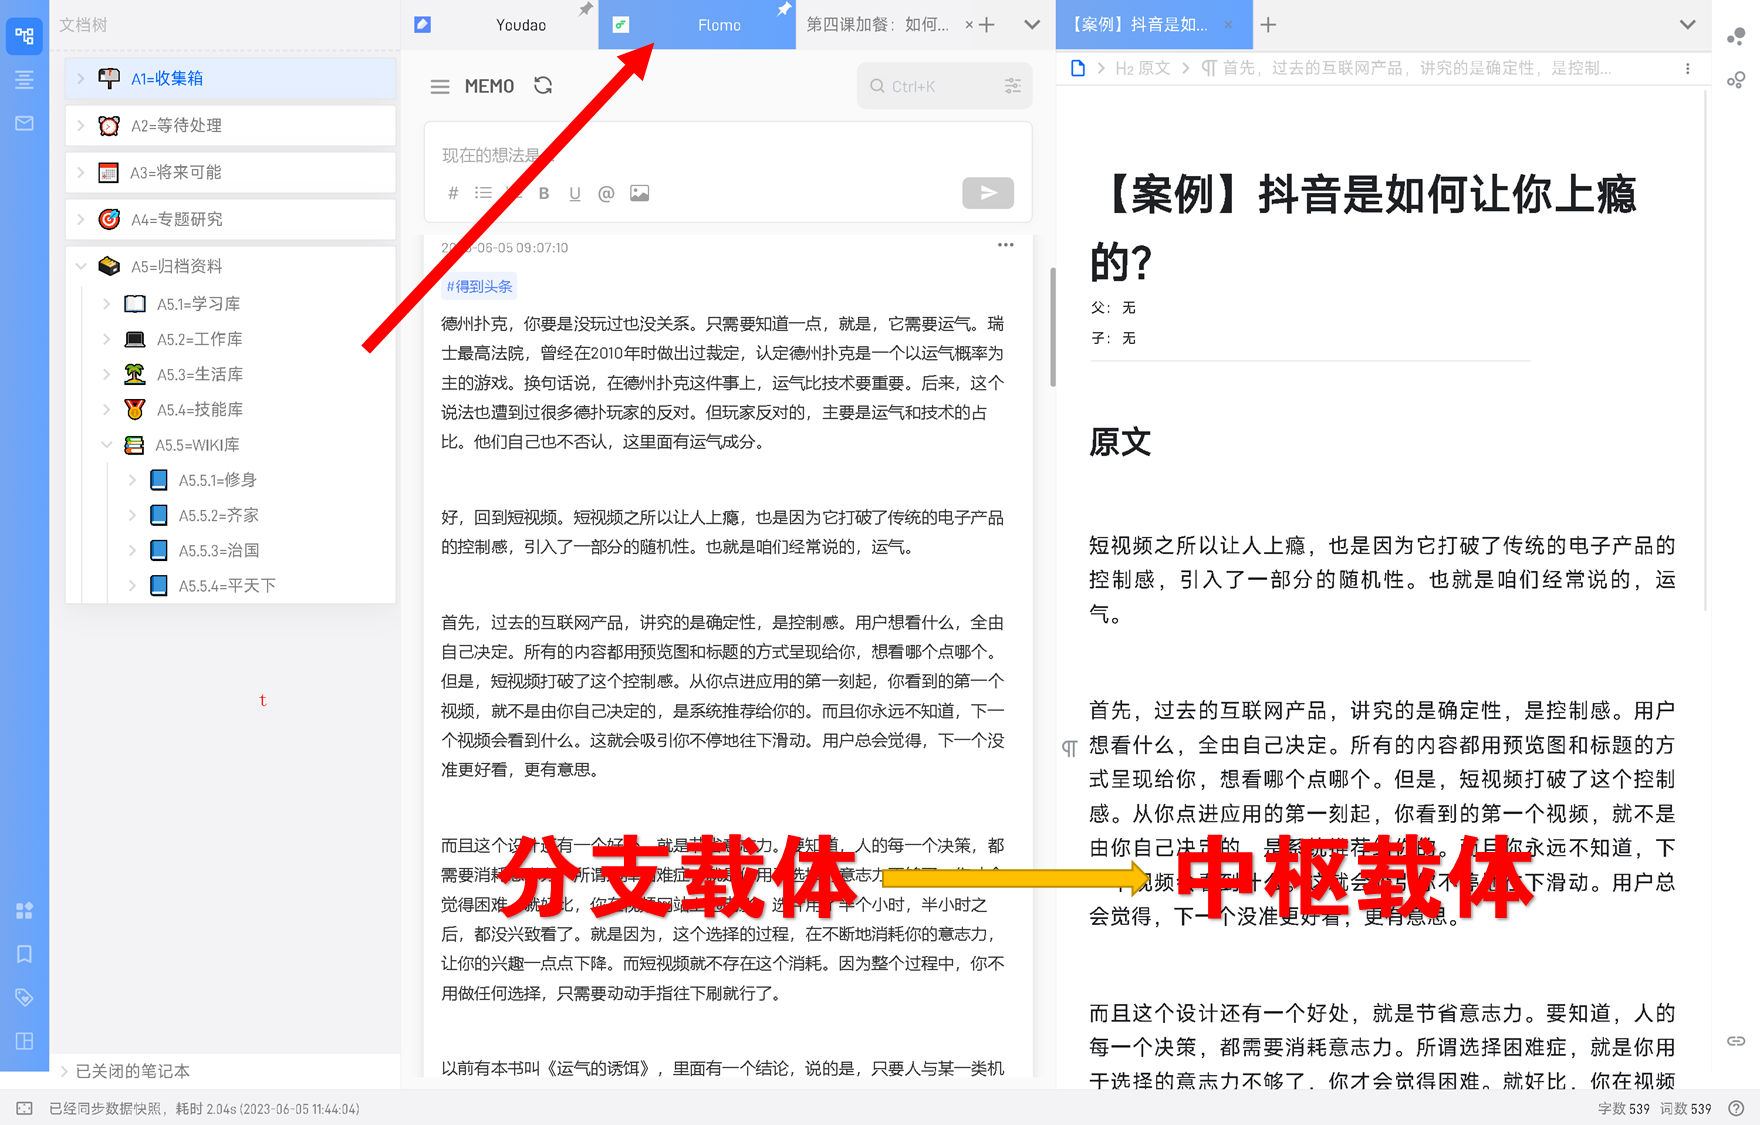 文档树
A1=收集箱
A2=等待处理
A3=将来可能
A4=专题研究
A5=归档资料
A5.1=学习库
A5.2=工作库
A5.3=生活库
A5.4=技能库
A5.5=WIKI库
A5.5.1=修身
A5.5.2=齐家
A5.5.3=治国
A5.5.4=平天下
t
已关闭的笔记本
Youdao
Flomo
第四课加餐：如何...
MEMO
Ctrl+K
现在的想法是
# B U @
-06-05 09:07:10
#得到头条
德州扑克，你要是没玩过也没关系。只需要知道一点，就是，它需要运气。瑞
士最高法院，曾经在2010年时做出过裁定，认定德州扑克是一个以运气概率为
主的游戏。换句话说，在德州扑克这件事上，运气比技术要重要。后来，这个
说法也遭到过很多德扑玩家的反对。但玩家反对的，主要是运气和技术的占
比。他们自己也不否认，这里面有运气成分。
好，回到短视频。短视频之所以让人上瘾，也是因为它打破了传统的电子产品
的控制感，引入了一部分的随机性。也就是咱们经常说的，运气。
首先，过去的互联网产品，讲究的是确定性，是控制感。用户想看什么，全由
自己决定。所有的内容都用预览图和标题的方式呈现给你，想看哪个点哪个。
但是，短视频打破了这个控制感。从你点进应用的第一刻起，你看到的第一个
视频，就不是由你自己决定的，是系统推荐给你的。而且你永远不知道，下一
个视频会看到什么。这就会吸引你不停地往下滑动。用户总会觉得，下一个没
准更好看，更有意思。
而且这个设计还有一个好处，就是节省意志力。要知道，人的每一个决策，都
需要消耗 所谓 难症 用 选 意志力
觉得困难 就好比，你在视频网站 选片用了半个小时，半小时之
后，都没兴致看了。就是因为，这个选择的过程，在不断地消耗你的意志力，
让你的兴趣一点点下降。而短视频就不存在这个消耗。因为整个过程中，你不
用做任何选择，只需要动动手指往下刷就行了。
以前有本书叫《运气的诱饵》，里面有一个结论，说的是，只要人与某一类机
分支载体
中枢载体
【案例】抖音是如...
H2 原文 首先，过去的互联网产品，讲究的是确定性，是控制...
【案例】抖音是如何让你上瘾
的？
父： 无
子： 无
原文
短视频之所以让人上瘾，也是因为它打破了传统的电子产品的
控制感，引入了一部分的随机性。也就是咱们经常说的，运
气。
首先，过去的互联网产品，讲究的是确定性，是控制感。用户
想看什么，全由自己决定。所有的内容都用预览图和标题的方
式呈现给你，想看哪个点哪个。但是，短视频打破了这个控制
感。从你点进应用的第一刻起，你看到的第一个视频，就不是
由你自己决定的，是系统推荐给你的。而且你永远不知道，下
一个视频会看到什么。这就会吸引你不停地往下滑动。用户总
会觉得，下一个没准更好看，更有意思。
而且这个设计还有一个好处，就是节省意志力。要知道，人的
每一个决策，都需要消耗意志力。所谓选择困难症，就是你用
于选择的意志力不够了，你才会觉得困难。就好比，你在视频
已经同步数据快照，耗时 2.04s (2023-06-05 11:44:04)
字数 539 词数 539